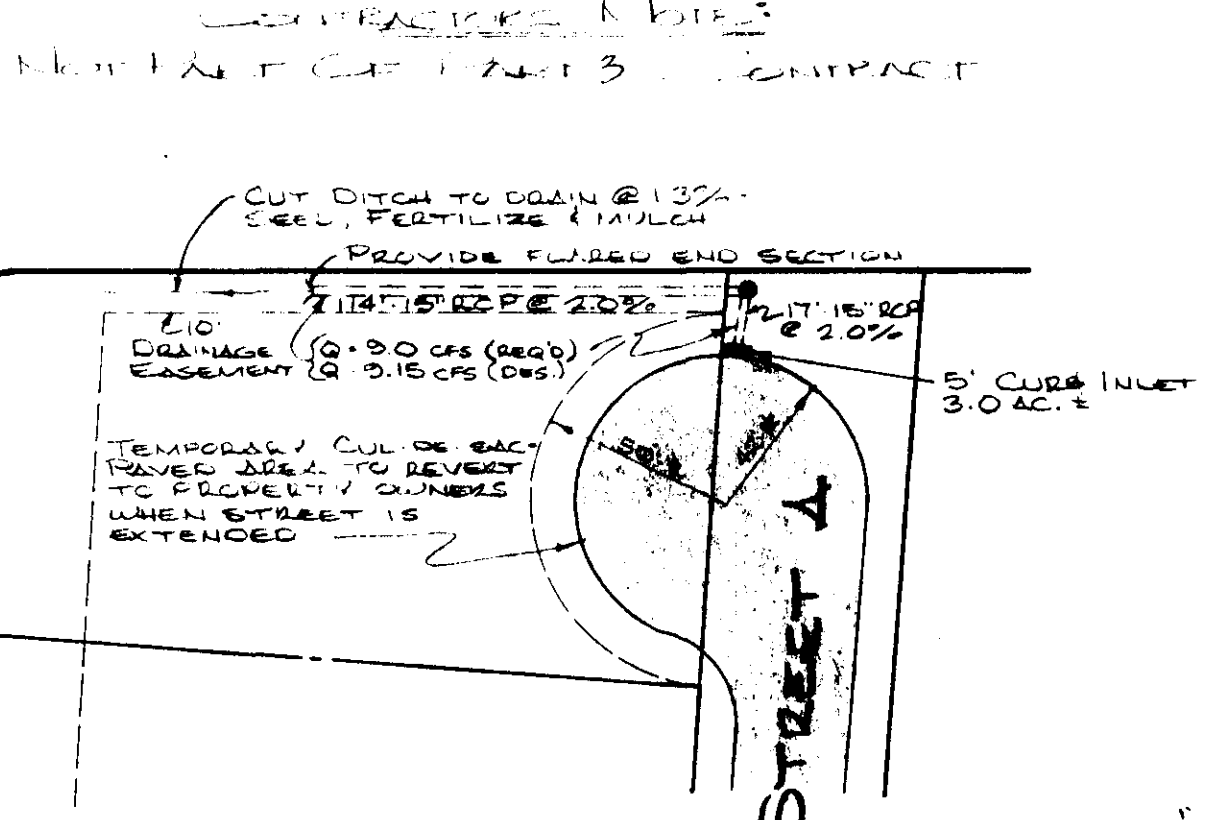 CONTRACTORS NOTE:
NOT PART OF PART 3 CONTRACT
CUT DITCH TO DRAIN @ 1.3%
SEED, FERTILIZE & MULCH
PROVIDE FLARED END SECTION
114'-15" RCP @ 2.0%
17'-15" RCP
@ 2.0%
10'
DRAINAGE
EASEMENT
Q = 9.0 CFS (REQ'D)
Q = 9.15 CFS (DES.)
5' CURB INLET
3.0 AC. ±
TEMPORARY CUL-DE-SAC-
PAVED AREA TO REVERT
TO PROPERTY OWNERS
WHEN STREET IS
EXTENDED
50'
STREET A